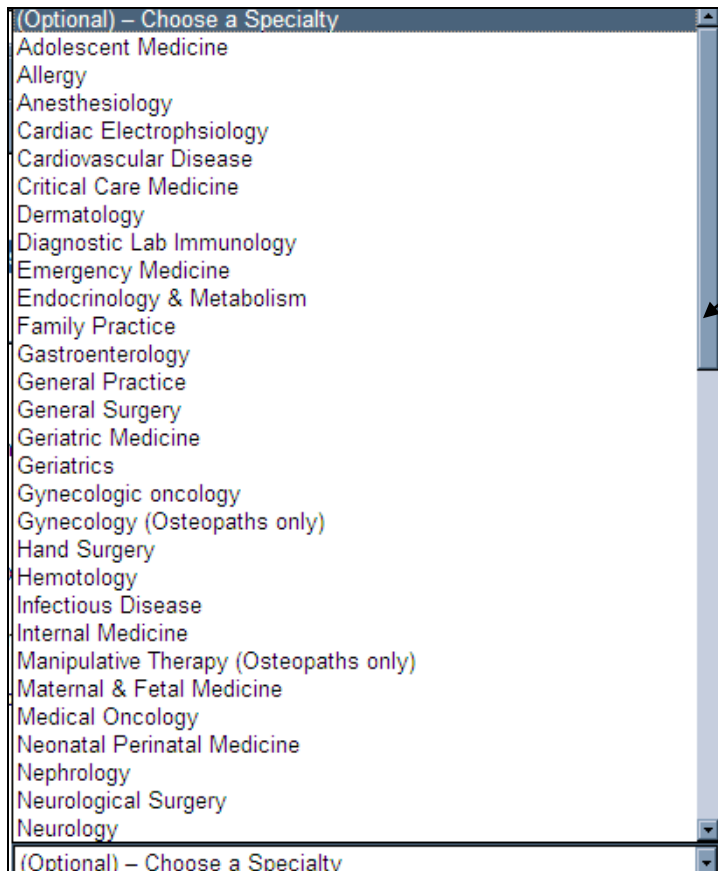 (Optional) – Choose a Specialty
Adolescent Medicine
Allergy
Anesthesiology
Cardiac Electrophsiology
Cardiovascular Disease
Critical Care Medicine
Dermatology
Diagnostic Lab Immunology
Emergency Medicine
Endocrinology & Metabolism
Family Practice
Gastroenterology
General Practice
General Surgery
Geriatric Medicine
Geriatrics
Gynecologic oncology
Gynecology (Osteopaths only)
Hand Surgery
Hemotology
Infectious Disease
Internal Medicine
Manipulative Therapy (Osteopaths only)
Maternal & Fetal Medicine
Medical Oncology
Neonatal Perinatal Medicine
Nephrology
Neurological Surgery
Neurology
(Optional) – Choose a Specialty